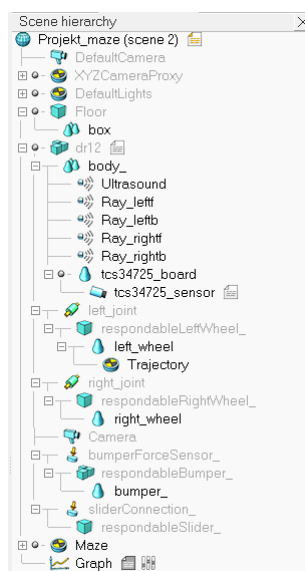 Scene hierarchy
Projekt_maze (scene 2)
DefaultCamera
XYZCameraProxy
DefaultLights
Floor
box
dr12
body_
Ultrasound
Ray_leftf
Ray_leftb
Ray_rightf
Ray_rightb
tcs34725_board
tcs34725_sensor
left_joint
respondableLeftWheel_
left_wheel
Trajectory
right_joint
respondableRightWheel_
right_wheel
Camera
bumperForceSensor_
respondableBumper_
bumper_
sliderConnection_
respondableSlider_
Maze
Graph